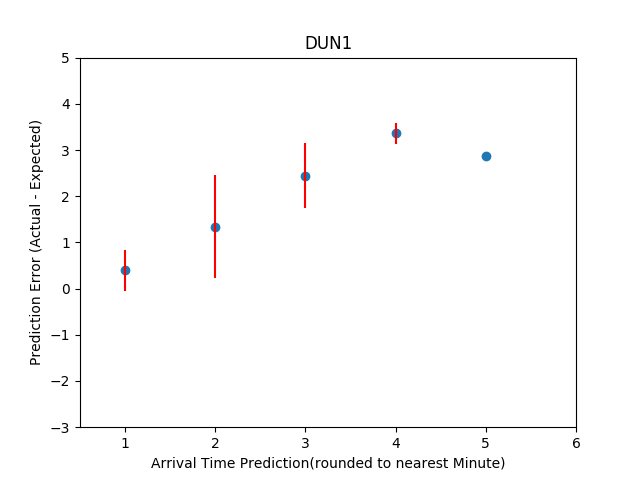 DUN1
Prediction Error (Actual - Expected)
5
4
3
2
1
0
−1
−2
−3
1 2 3 4 5 6
Arrival Time Prediction(rounded to nearest Minute)